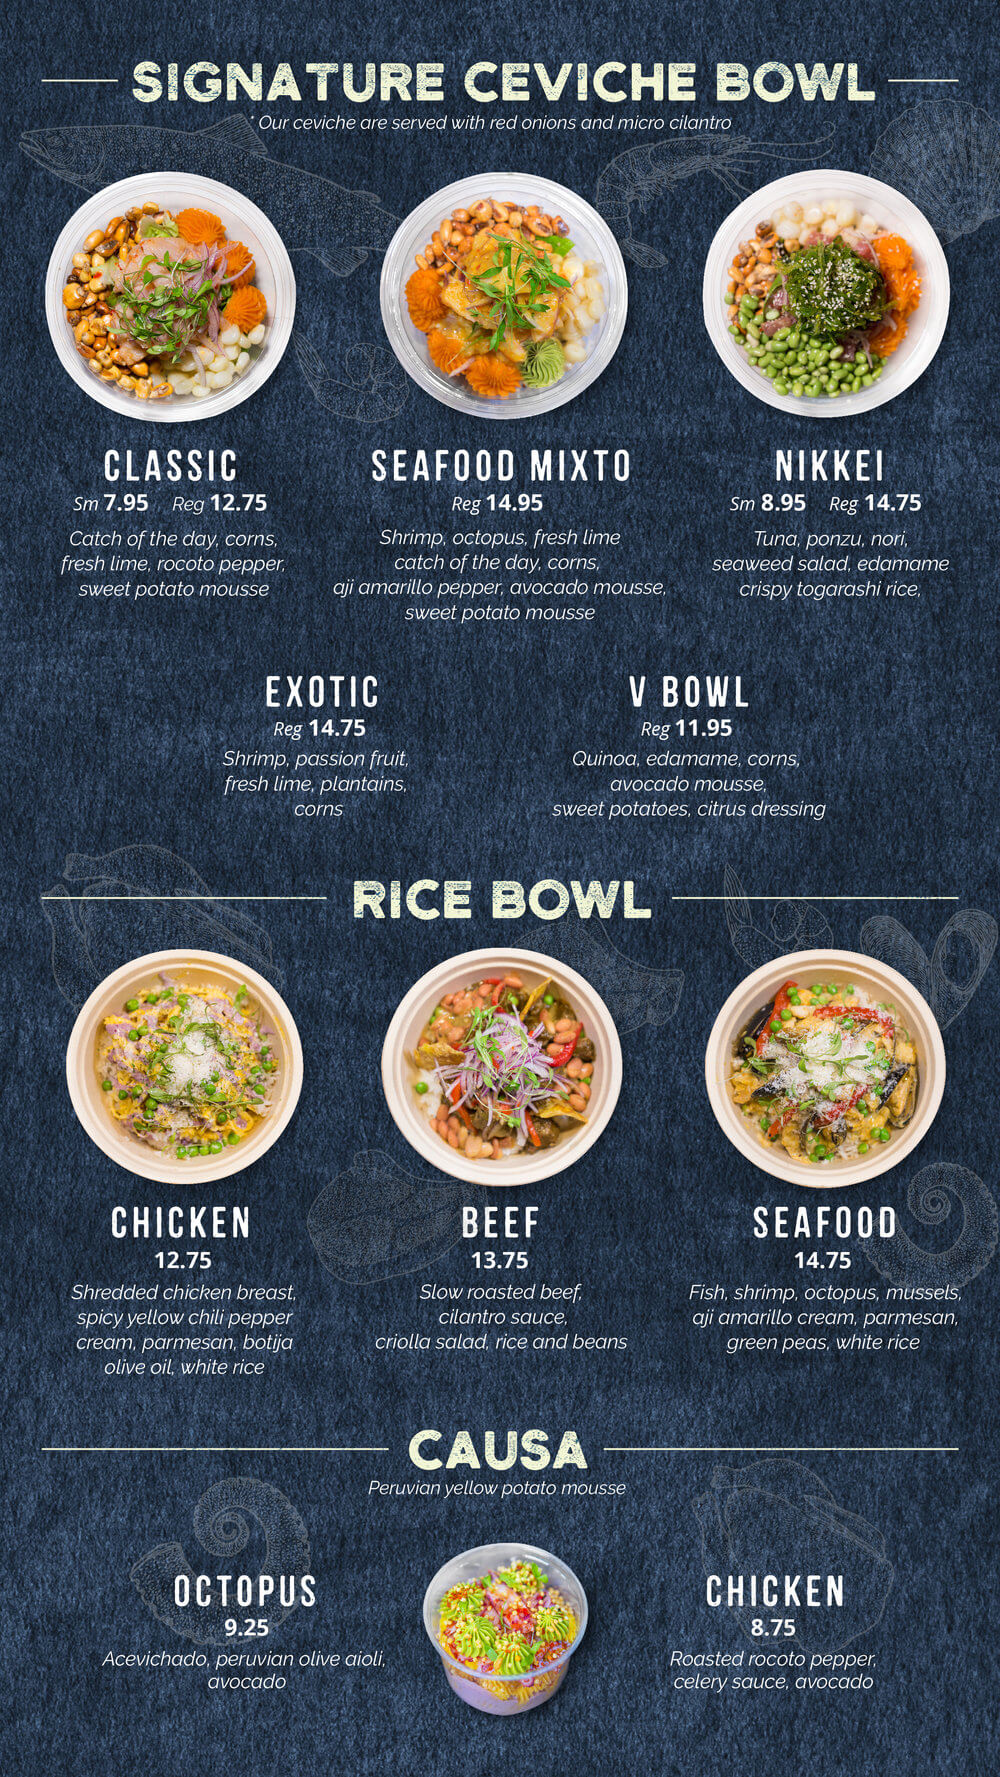 SIGNATURE CEVICHE BOWL
* Our ceviche are served with red onions and micro cilantro
CLASSIC
Sm 7.95 Reg 12.75
Catch of the day, corns,
fresh lime, rocoto pepper,
sweet potato mousse
SEAFOOD MIXTO
Reg 14.95
Shrimp, octopus, fresh lime
catch of the day, corns,
aji amarillo pepper, avocado mousse,
sweet potato mousse
NIKKEI
Sm 8.95 Reg 14.75
Tuna, ponzu, nori,
seaweed salad, edamame
crispy togarashi rice,
EXOTIC
Reg 14.75
Shrimp, passion fruit,
fresh lime, plantains,
corns
V BOWL
Reg 11.95
Quinoa, edamame, corns,
avocado mousse,
sweet potatoes, citrus dressing
RICE BOWL
CHICKEN
12.75
Shredded chicken breast,
spicy yellow chili pepper
cream, parmesan, botija
olive oil, white rice
BEEF
13.75
Slow roasted beef,
cilantro sauce,
criolla salad, rice and beans
SEAFOOD
14.75
Fish, shrimp, octopus, mussels,
aji amarillo cream, parmesan,
green peas, white rice
CAUSA
Peruvian yellow potato mousse
OCTOPUS
9.25
Acevichado, peruvian olive aioli,
avocado
CHICKEN
8.75
Roasted rocoto pepper,
celery sauce, avocado